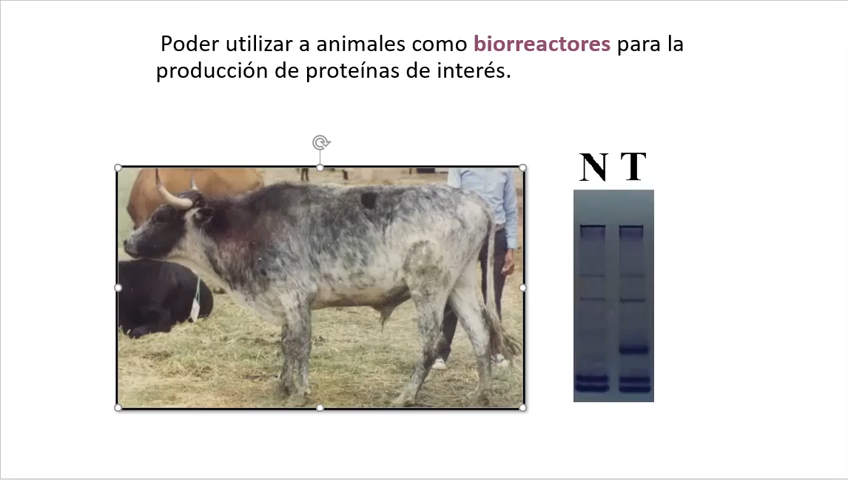 Poder utilizar a animales como biorreactores para la
producción de proteínas de interés.
N T